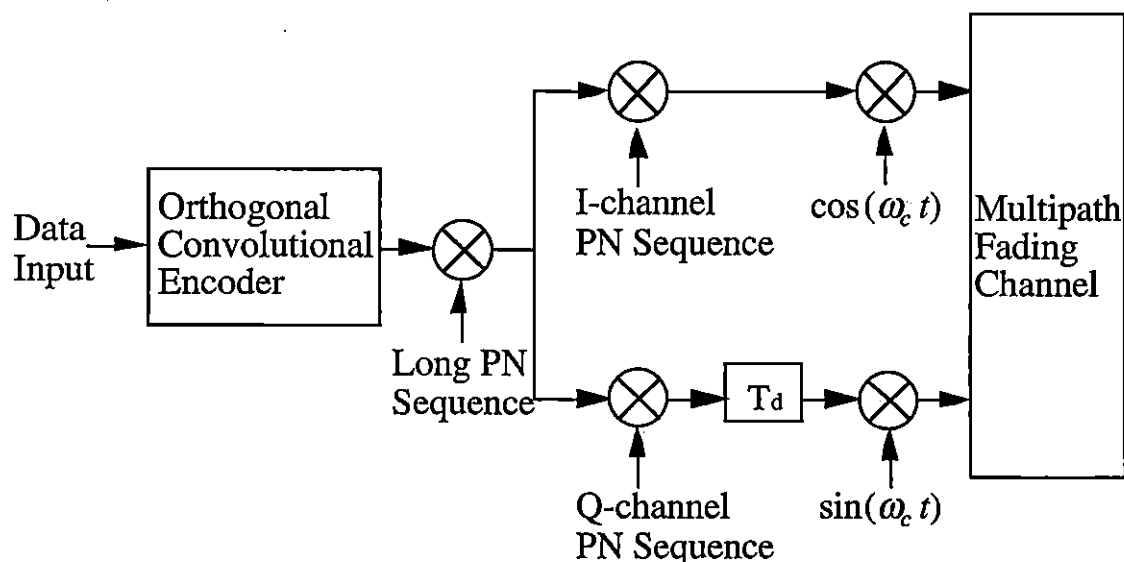 Data
Input
Orthogonal
Convolutional
Encoder
Long PN
Sequence
I-channel
PN Sequence
cos(ω_c t)
Q-channel
PN Sequence
T_d
sin(ω_c t)
Multipath
Fading
Channel